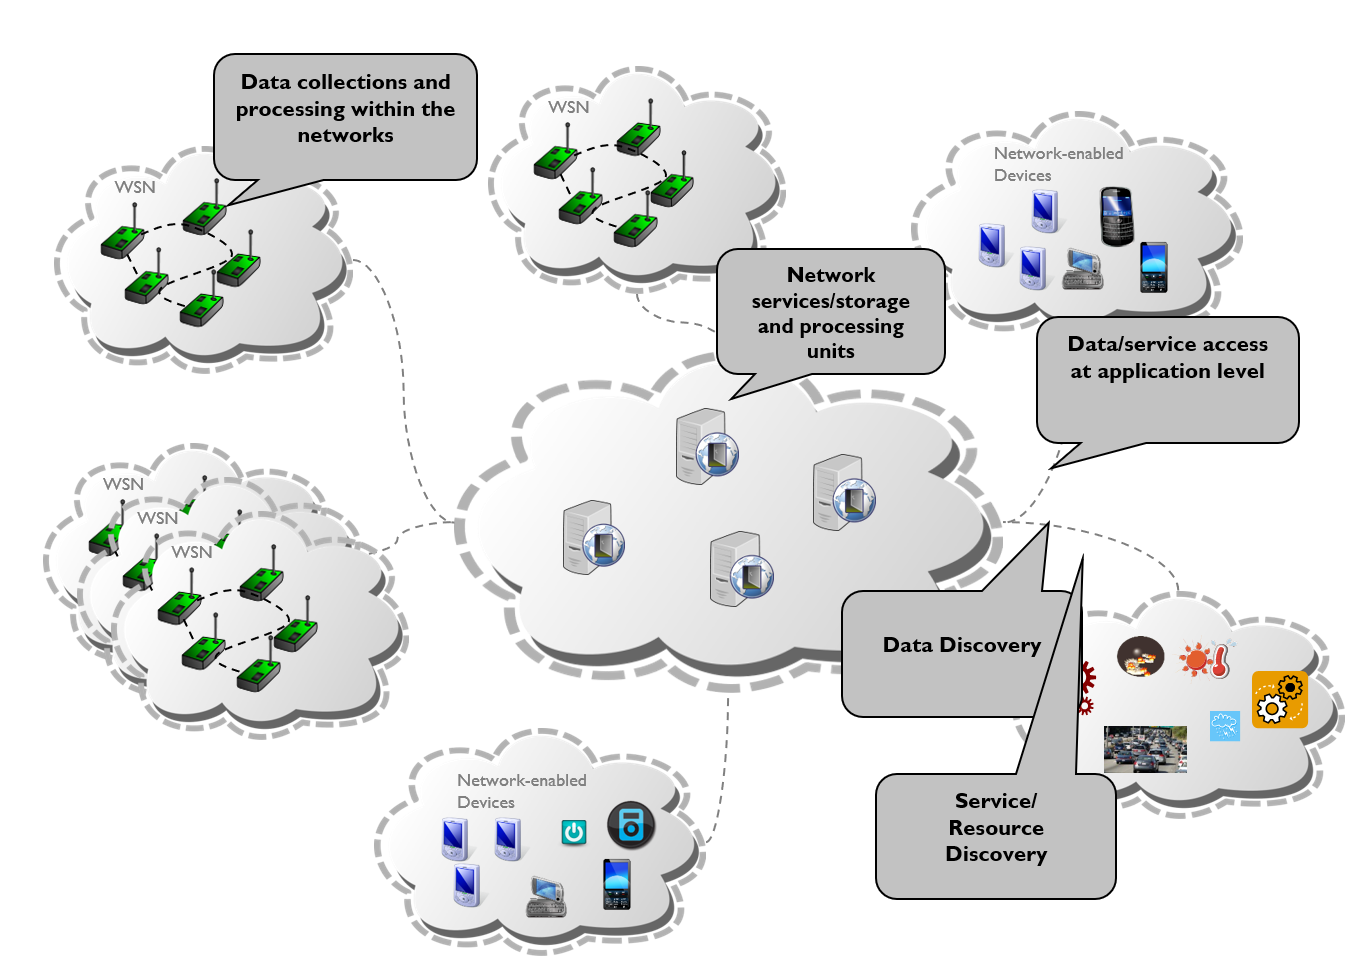 Data collections and
processing within the
networks
WSN
WSN
Network-enabled
Devices
Network
services/storage
and processing
units
Data/service access
at application level
WSN
WSN
WSN
Data Discovery
Service/
Resource
Discovery
Network-enabled
Devices